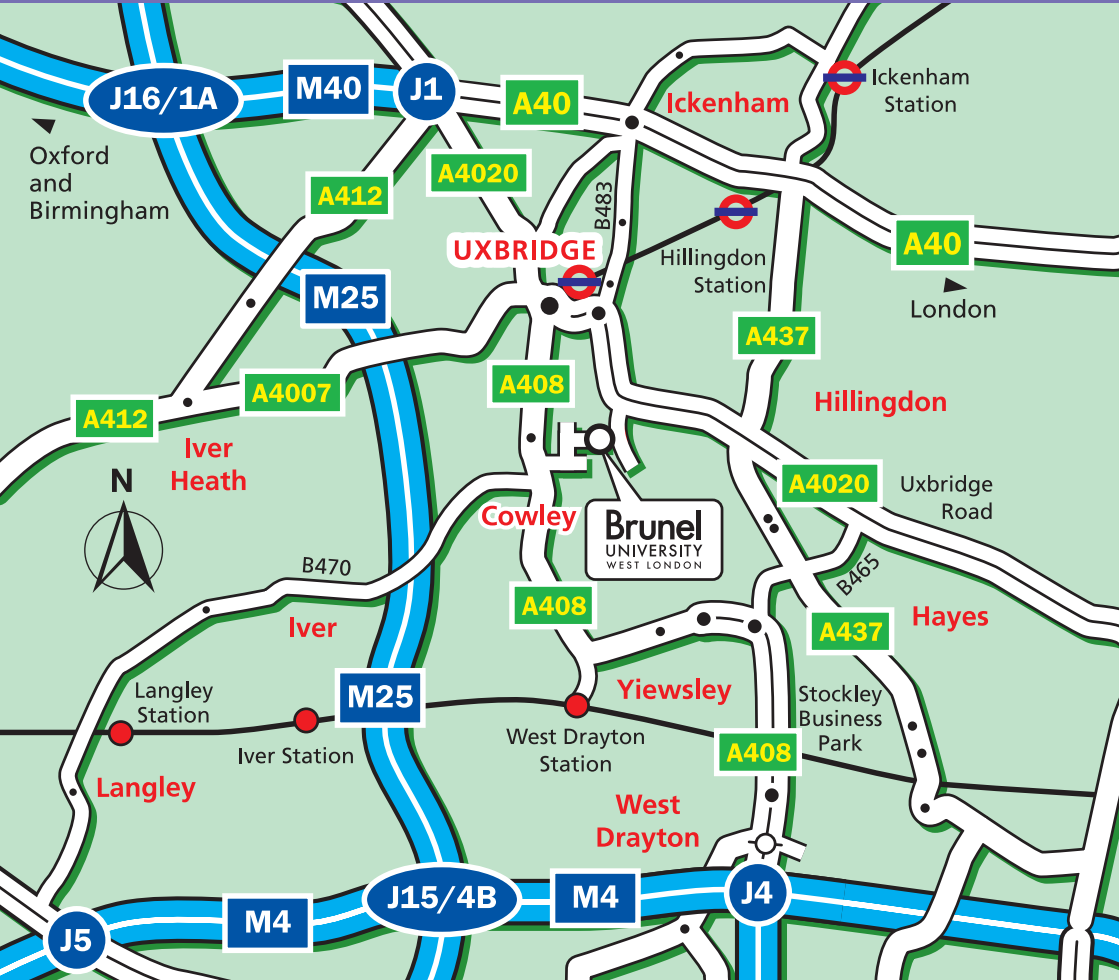 J16/1A
M40
J1
A40
Ickenham
Ickenham
Station
Oxford
and
Birmingham
A412
A4020
B483
UXBRIDGE
Hillingdon
Station
A40
London
M25
A437
A4007
A408
A412
Hillingdon
Iver
Heath
N
A4020
Uxbridge
Road
Cowley
Brunel
UNIVERSITY
WEST LONDON
B470
B465
A408
Iver
Hayes
A437
Langley
Station
M25
Yiewsley
Stockley
Business
Park
Iver Station
West Drayton
Station
A408
Langley
West
Drayton
J15/4B
M4
J4
M4
J5